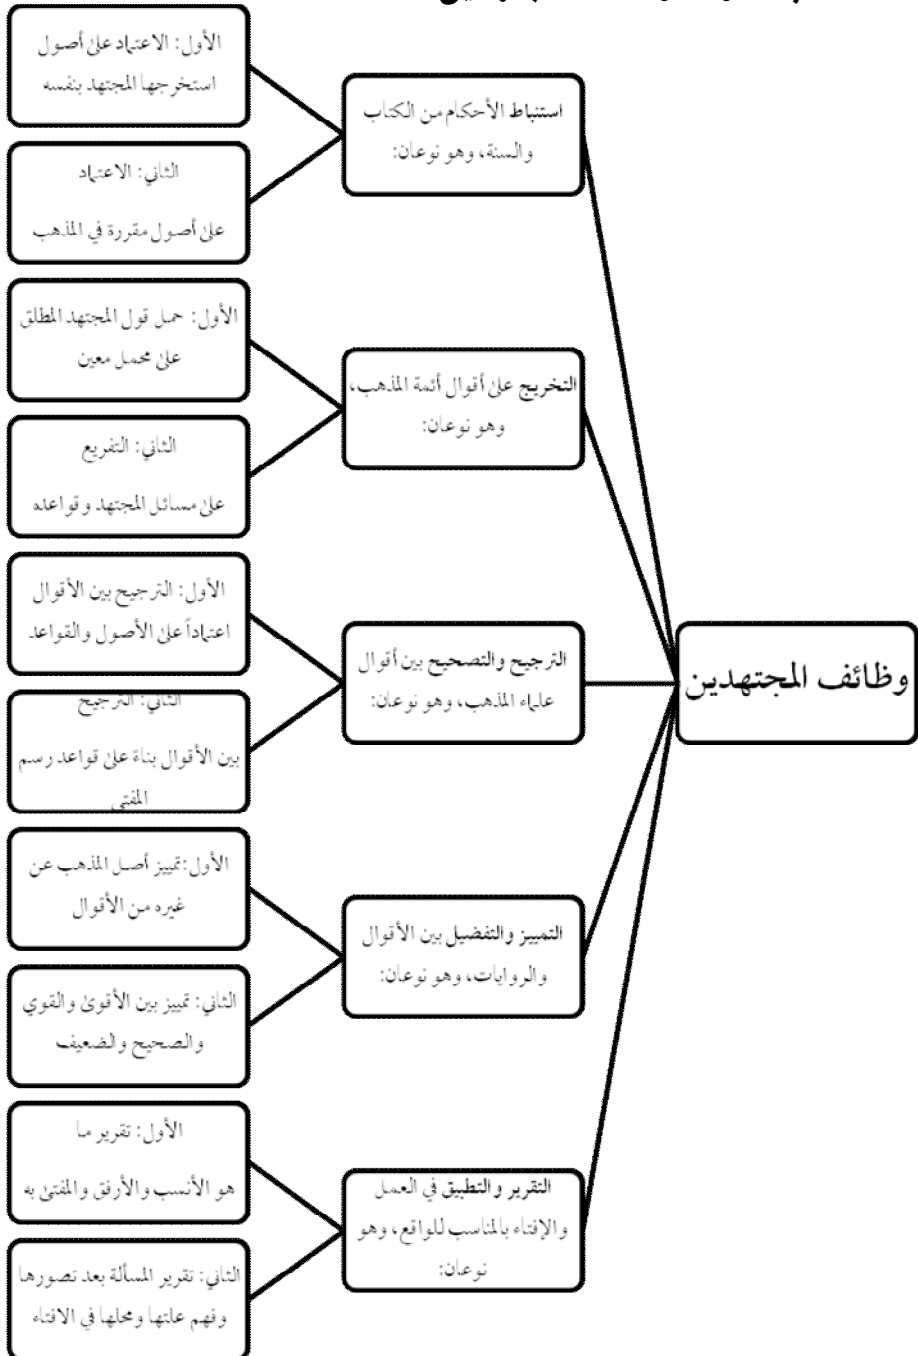 وظائف المجتهدين
استنباط الأحكام من الكتاب
والسنة، وهو نوعان:
الأول: الاعتماد على أصول
استخرجها المجتهد بنفسه
الثاني: الاعتماد
على أصول مقررة في المذهب
التخريج على أقوال أئمة المذهب،
وهو نوعان:
الأول: حمل قول المجتهد المطلق
على محمل معين
الثاني: التفريع
على مسائل المجتهد وقواعده
الترجيح والتصحيح بين أقوال
علماء المذهب، وهو نوعان:
الأول: الترجيح بين الأقوال
اعتماداً على الأصول والقواعد
الثاني: الترجيح
بين الأقوال بناءً على قواعد رسم
المفتي
التمييز والتفضيل بين الأقوال
والروايات، وهو نوعان:
الأول:تمييز أصل المذهب عن
غيره من الأقوال
الثاني: تمييز بين الأقوى والقوي
والصحيح والضعيف
التقرير والتطبيق في العمل
والإفتاء بالمناسب للواقع، وهو
نوعان:
الأول: تقرير ما
هو الأنسب والأرفق والمفتى به
الثاني: تقرير المسألة بعد تصورها
وفهم علتها ومحلها في الافتاء